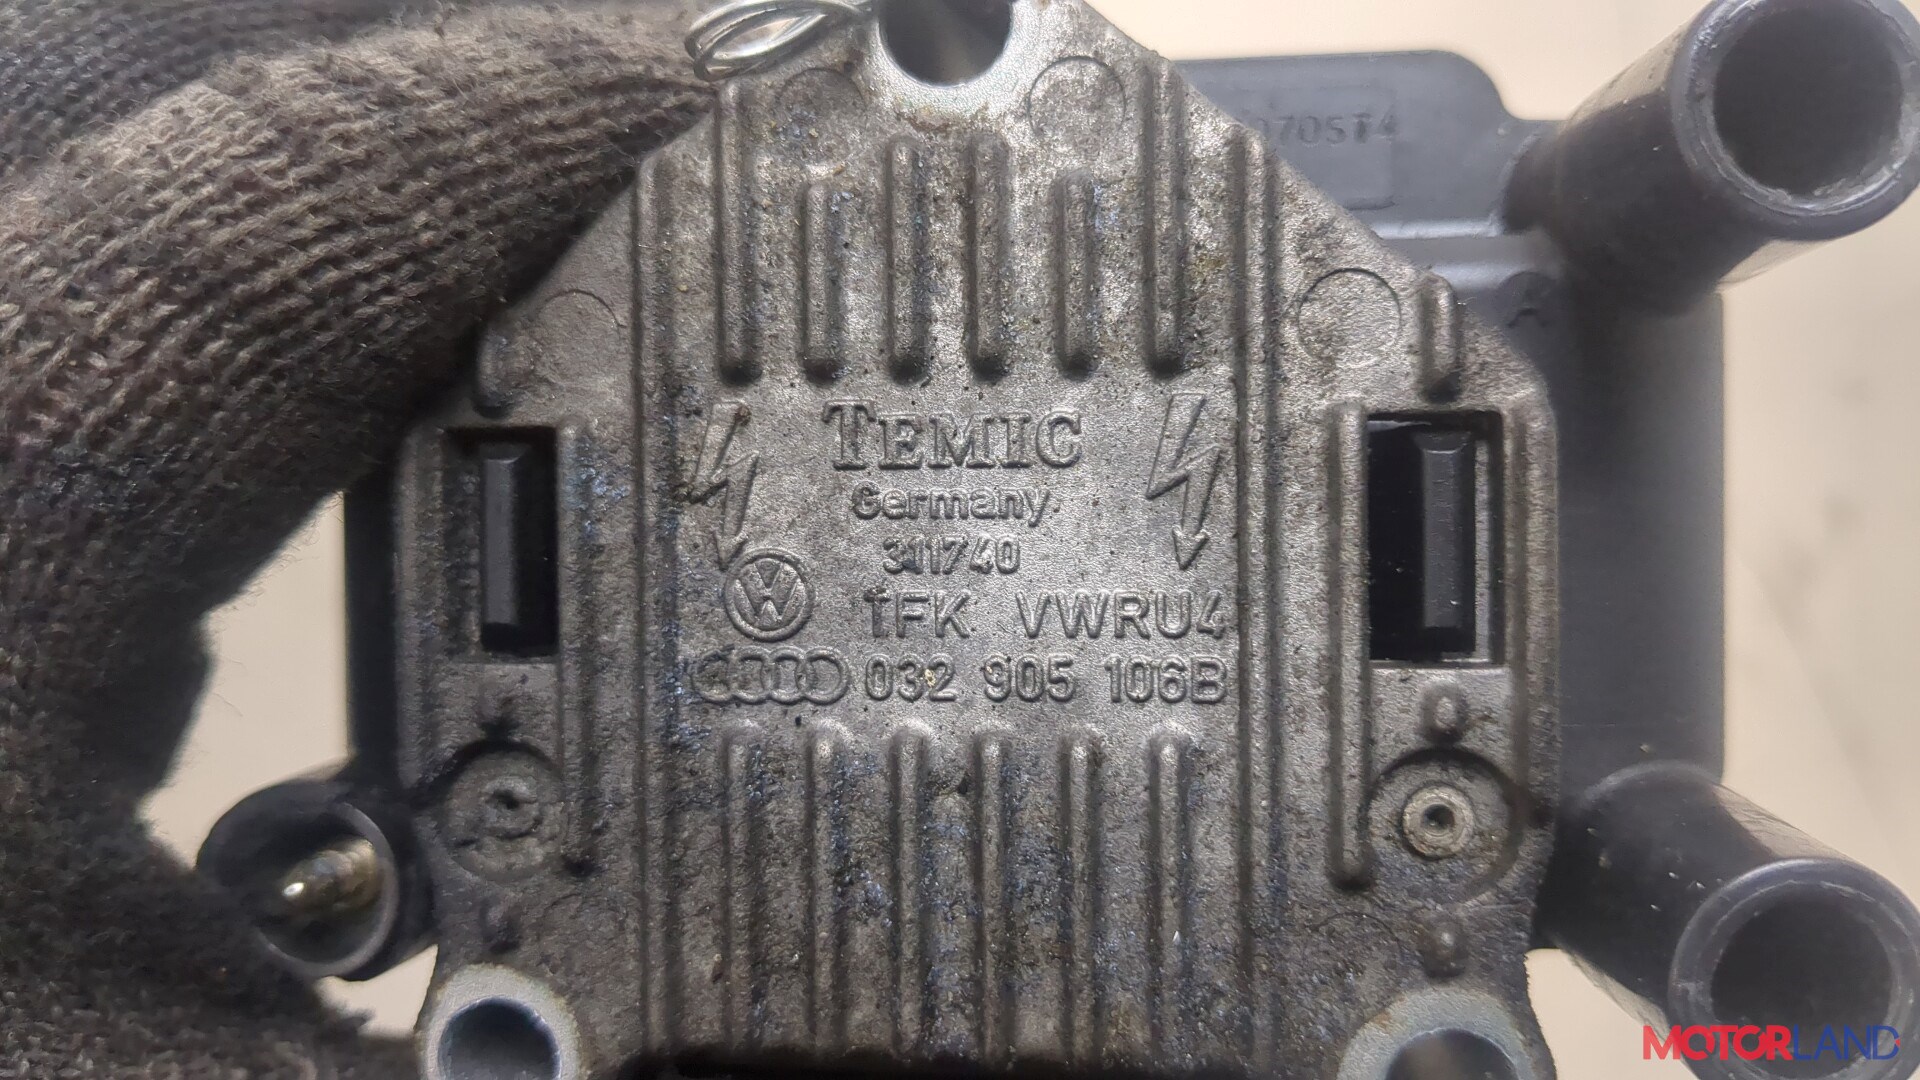 TEMIC
Germany
311740
TFK VWRU4
032 905 106B
MOTORLAND